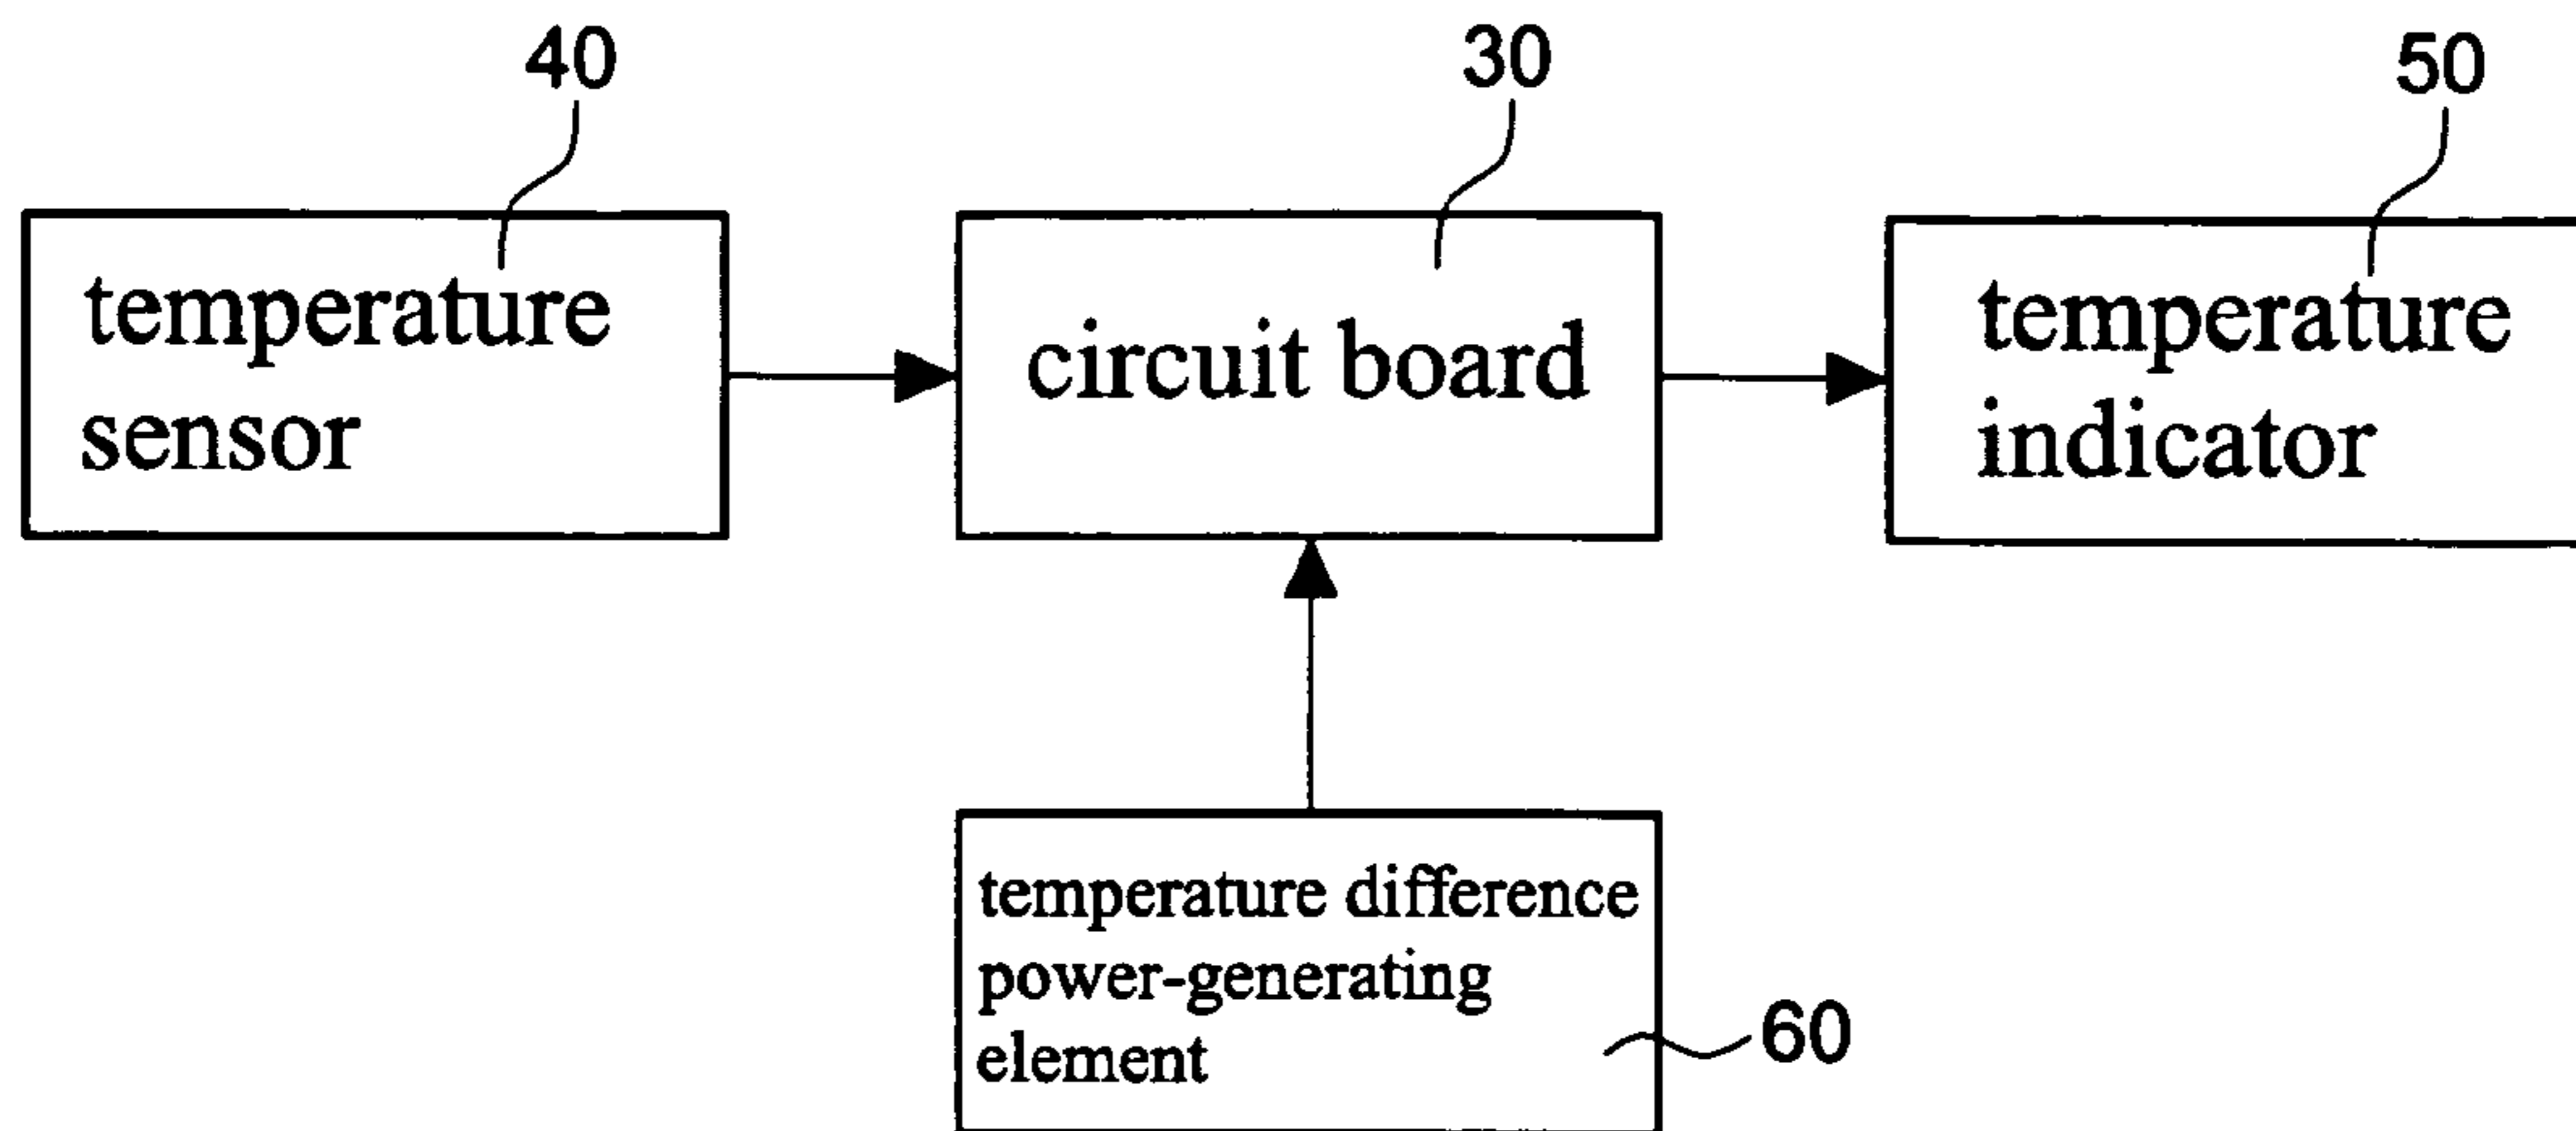 40
30
50
temperature
sensor
circuit board
temperature
indicator
temperature difference
power-generating
element
60